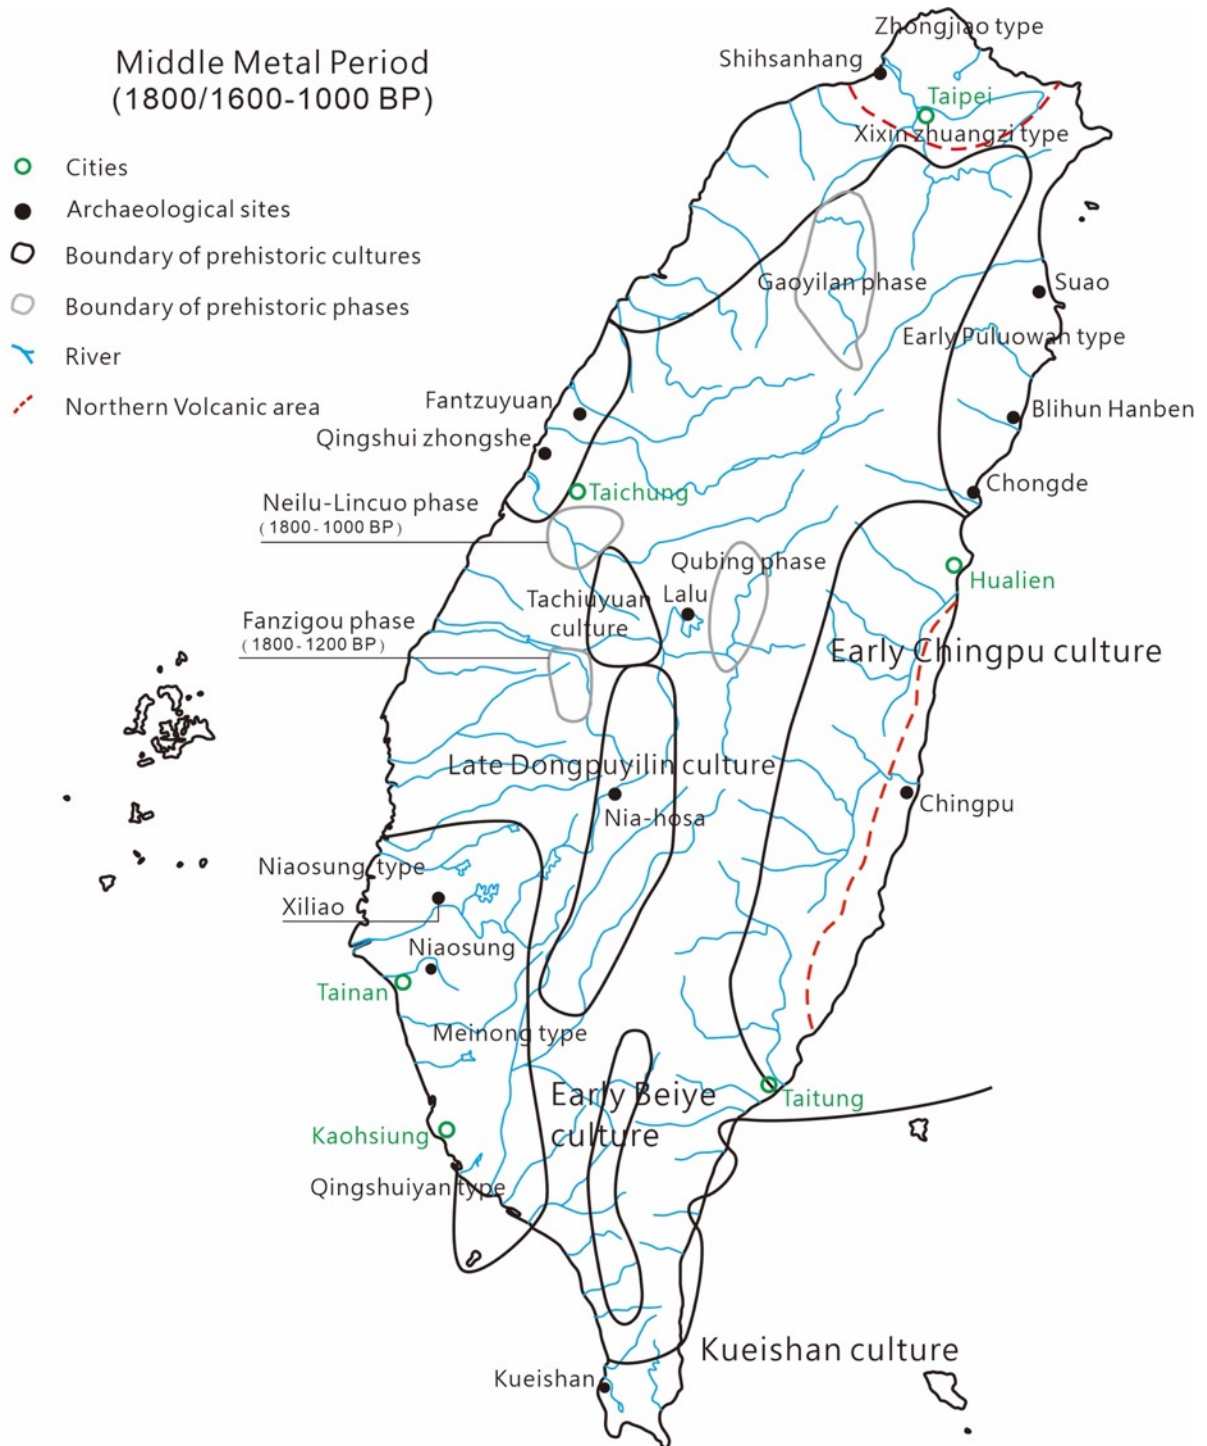 Middle Metal Period
(1800/1600-1000 BP)
Cities
Archaeological sites
Boundary of prehistoric cultures
Boundary of prehistoric phases
River
Northern Volcanic area
Zhongjiao type
Shihsanhang
Taipei
Xixinzhuangzi type
Gaoyilan phase
Suao
Early Puluowan type
Fantzuyuan
Blihun Hanben
Qingshui zhongshe
Chongde
Taichung
Neilu-Lincuo phase
(1800-1000 BP)
Qubing phase
Hualien
Tachiuyuan
culture
Lalu
Fanzigou phase
(1800-1200 BP)
Early Chingpu culture
Late Dongpuyilin culture
Chingpu
Nia-hosa
Niaosung type
Xiliao
Niaosung
Tainan
Meinong type
Early Beiye
culture
Taitung
Kaohsiung
Qingshuiyan type
Kueishan culture
Kueishan